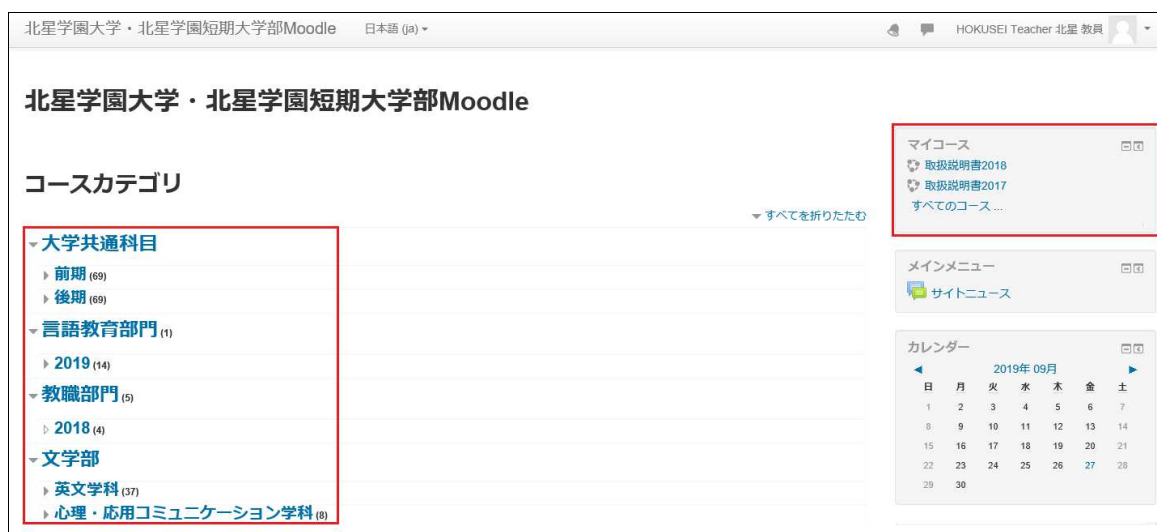 北星学園大学・北星学園短期大学部Moodle 日本語 (ja) HOKUSEI Teacher 北星 教員
北星学園大学・北星学園短期大学部Moodle
コースカテゴリ
すべてを折りたたむ
大学共通科目
前期 (69)
後期 (69)
言語教育部門 (1)
2019 (14)
教職部門 (5)
2018 (4)
文学部
英文学科 (37)
心理・応用コミュニケーション学科 (8)
マイコース
取扱説明書2018
取扱説明書2017
すべてのコース ...
メインメニュー
サイトニュース
カレンダー
2019年 09月
日 月 火 水 木 金 土
1 2 3 4 5 6 7
8 9 10 11 12 13 14
15 16 17 18 19 20 21
22 23 24 25 26 27 28
29 30